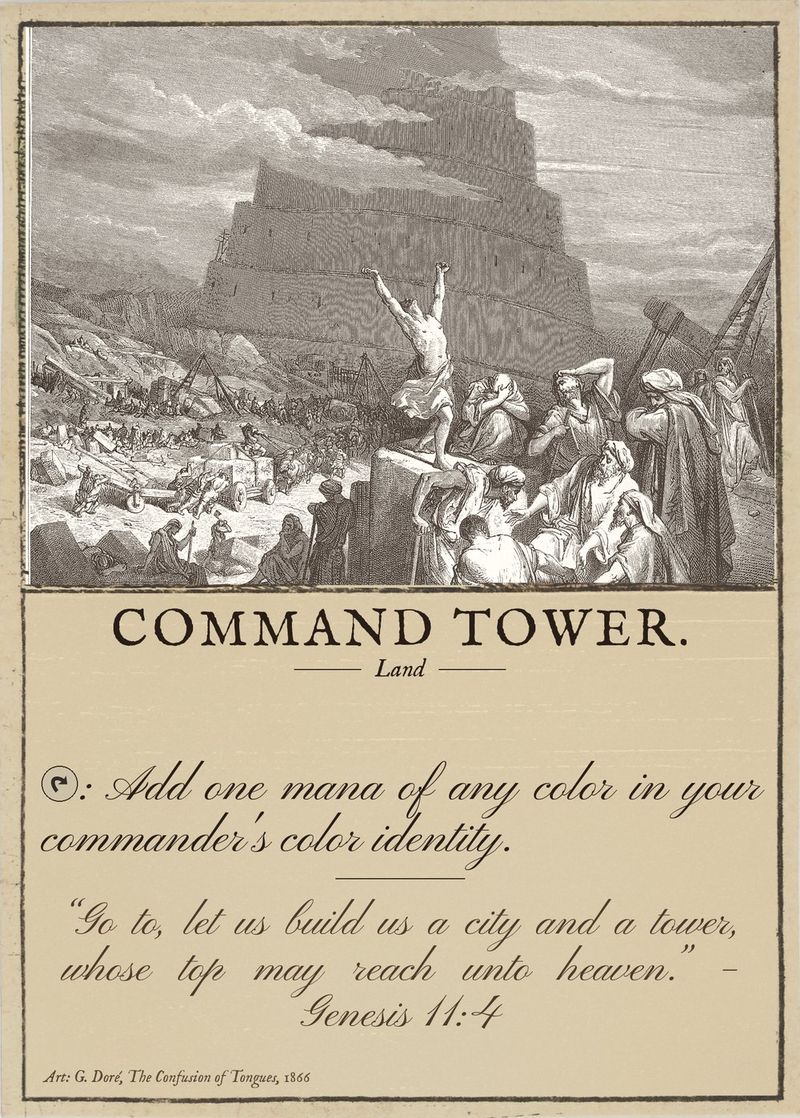 COMMAND TOWER.
Land
: Add one mana of any color in your
commander's color identity.
“Go to, let us build us a city and a tower,
whose top may reach unto heaven.” –
Genesis 11:4
Art: G. Doré, The Confusion of Tongues, 1866